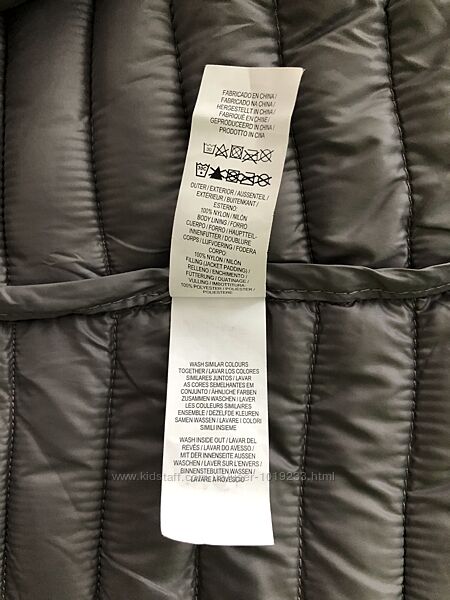 FABRICADO EN CHINA /
FABRICADO NA CHINA /
HERGESTELLT IN CHINA /
FABRIQUÉ EN CHINE /
GEPRODUCEERD IN CHINA /
PRODOTTO IN CINA
OUTER / EXTERIOR / AUSSENTEIL /
EXTERIEUR / BUITENKANT /
ESTERNO:
100% NYLON / NILÓN
BODY LINING / FORRO
CUERPO / FORRO / HAUPTTEIL-
INNENFUTTER / DOUBLURE
CORPS / LIJFVOERING / FODERA
CORPO
100% NYLON / NILÓN
FILLING (JACKET PADDING) /
RELLENO / ENCHIMENTO /
FÜTTERUNG / OUATINAGE /
VULLING / IMBOTTITURA:
100% POLYESTER / POLIÉSTER /
POLIESTERE
WASH SIMILAR COLOURS
TOGETHER / LAVAR LOS COLORES
SIMILARES JUNTOS / LAVAR
AS CORES SEMELHANTES EM
CONJUNTO / ÄHNLICHE FARBEN
ZUSAMMEN WASCHEN / LAVER
LES COULEURS SIMILAIRES
ENSEMBLE / DEZELFDE KLEUREN
SAMEN WASSEN / LAVARE I COLORI
SIMILI INSIEME
WASH INSIDE OUT / LAVAR DEL
REVÉS / LAVAR DO AVESSO /
MIT DER INNENSEITE AUSSEN
WASCHEN / LAVER SUR L'ENVERS /
BINNENSTEBUITEN WASSEN /
LAVARE A ROVESCIO